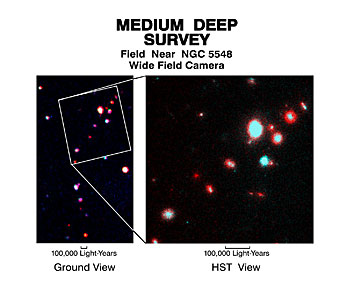 MEDIUM DEEP
SURVEY
Field Near NGC 5548
Wide Field Camera
100,000 Light-Years
Ground View
100,000 Light-Years
HST View